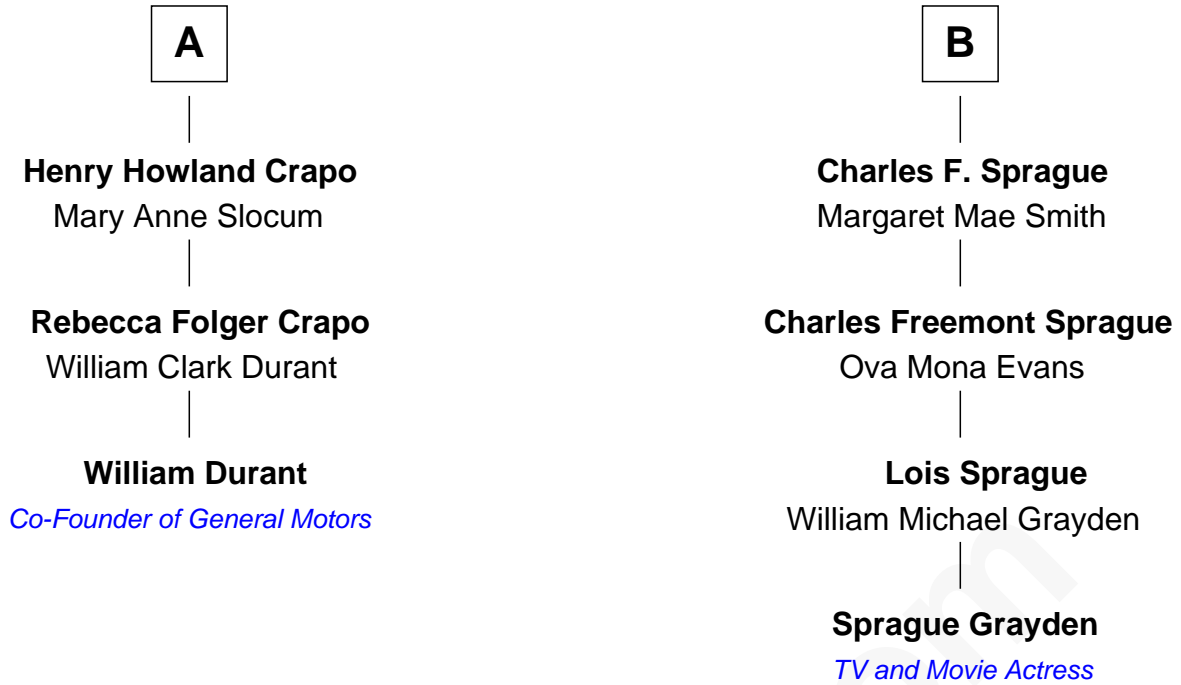 A
Henry Howland Crapo
Mary Anne Slocum
Rebecca Folger Crapo
William Clark Durant
William Durant
Co-Founder of General Motors
B
Charles F. Sprague
Margaret Mae Smith
Charles Freemont Sprague
Ova Mona Evans
Lois Sprague
William Michael Grayden
Sprague Grayden
TV and Movie Actress